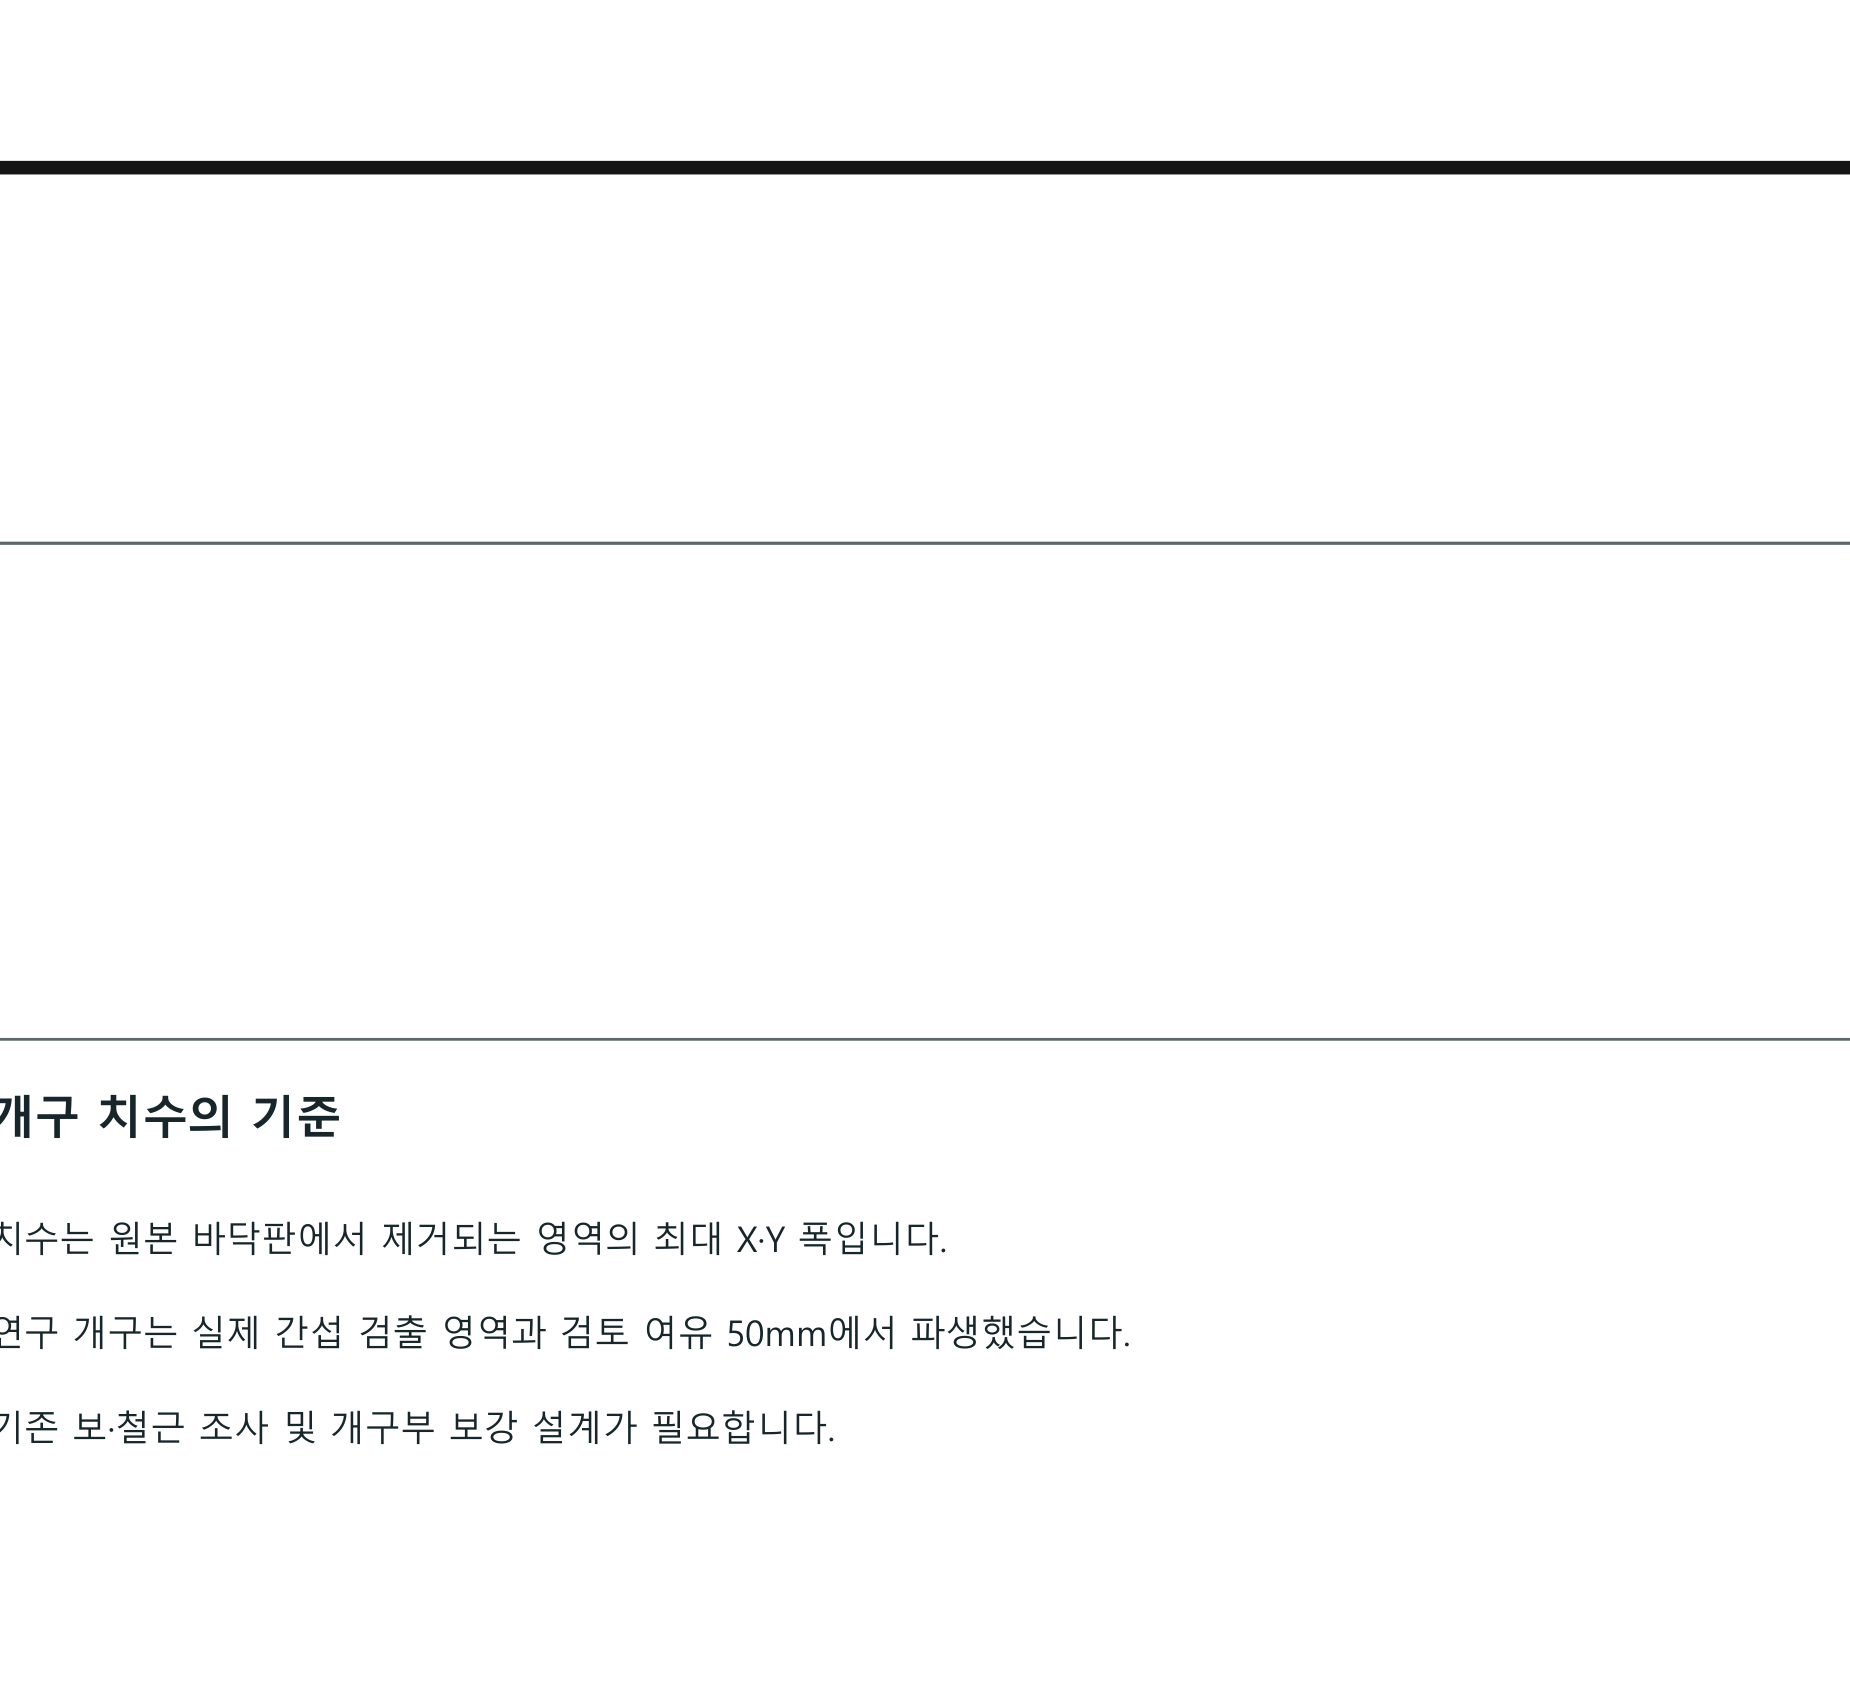 개구 치수의 기준
치수는 원본 바닥판에서 제거되는 영역의 최대 X·Y 폭입니다.
연구 개구는 실제 간섭 검출 영역과 검토 여유 50mm에서 파생했습니다.
기존 보·철근 조사 및 개구부 보강 설계가 필요합니다.